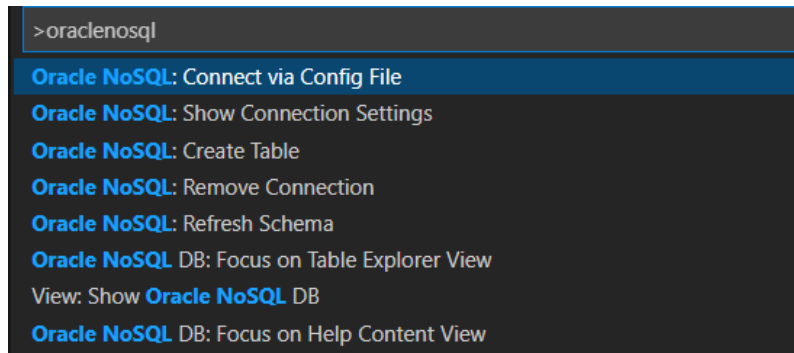 >oraclenosql
Oracle NoSQL: Connect via Config File
Oracle NoSQL: Show Connection Settings
Oracle NoSQL: Create Table
Oracle NoSQL: Remove Connection
Oracle NoSQL: Refresh Schema
Oracle NoSQL DB: Focus on Table Explorer View
View: Show Oracle NoSQL DB
Oracle NoSQL DB: Focus on Help Content View